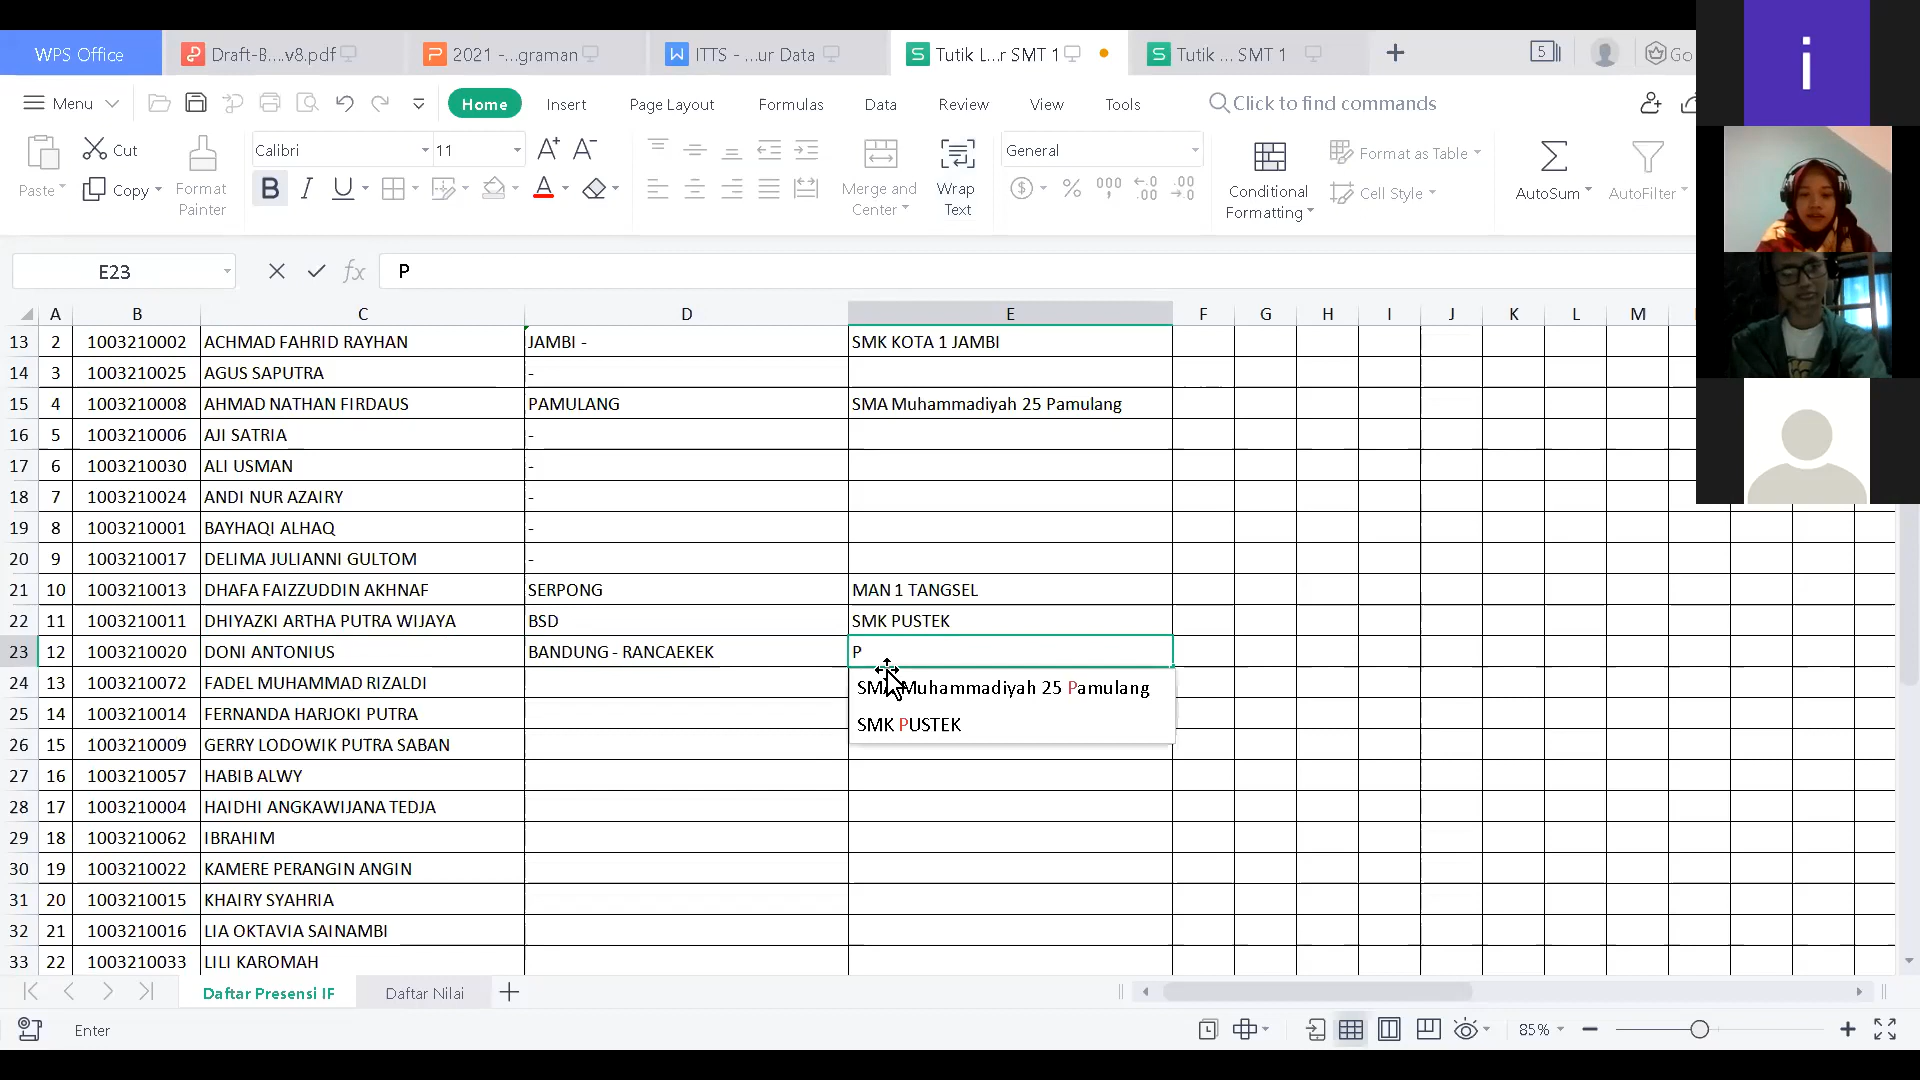 WPS Office
Draft-B....v8.pdf
2021 -...graman
ITTS - ...ur Data
Tutik L...r SMT 1
Tutik ... SMT 1
5
Go
i
Menu
Home
Insert
Page Layout
Formulas
Data
Review
View
Tools
Click to find commands
Paste
Cut
Copy
Format Painter
Calibri
11
A+
A-
B I U
A
Merge and Center
Wrap Text
General
Conditional Formatting
Format as Table
Cell Style
AutoSum
AutoFilter
E23
fx
P
A B C D E F G H I J K L M
13 2 1003210002 ACHMAD FAHRID RAYHAN JAMBI - SMK KOTA 1 JAMBI
14 3 1003210025 AGUS SAPUTRA -
15 4 1003210008 AHMAD NATHAN FIRDAUS PAMULANG SMA Muhammadiyah 25 Pamulang
16 5 1003210006 AJI SATRIA -
17 6 1003210030 ALI USMAN -
18 7 1003210024 ANDI NUR AZAIRY -
19 8 1003210001 BAYHAQI ALHAQ -
20 9 1003210017 DELIMA JULIANNI GULTOM -
21 10 1003210013 DHAFA FAIZZUDDIN AKHNAF SERPONG MAN 1 TANGSEL
22 11 1003210011 DHIYAZKI ARTHA PUTRA WIJAYA BSD SMK PUSTEK
23 12 1003210020 DONI ANTONIUS BANDUNG - RANCAEKEK P
24 13 1003210072 FADEL MUHAMMAD RIZALDI
SMA Muhammadiyah 25 Pamulang
25 14 1003210014 FERNANDA HARJOKI PUTRA
SMK PUSTEK
26 15 1003210009 GERRY LODOWIK PUTRA SABAN
27 16 1003210057 HABIB ALWY
28 17 1003210004 HAIDHI ANGKAWIJANA TEDJA
29 18 1003210062 IBRAHIM
30 19 1003210022 KAMERE PERANGIN ANGIN
31 20 1003210015 KHAIRY SYAHRIA
32 21 1003210016 LIA OKTAVIA SAINAMBI
33 22 1003210033 LILI KAROMAH
Daftar Presensi IF
Daftar Nilai
Enter
85%